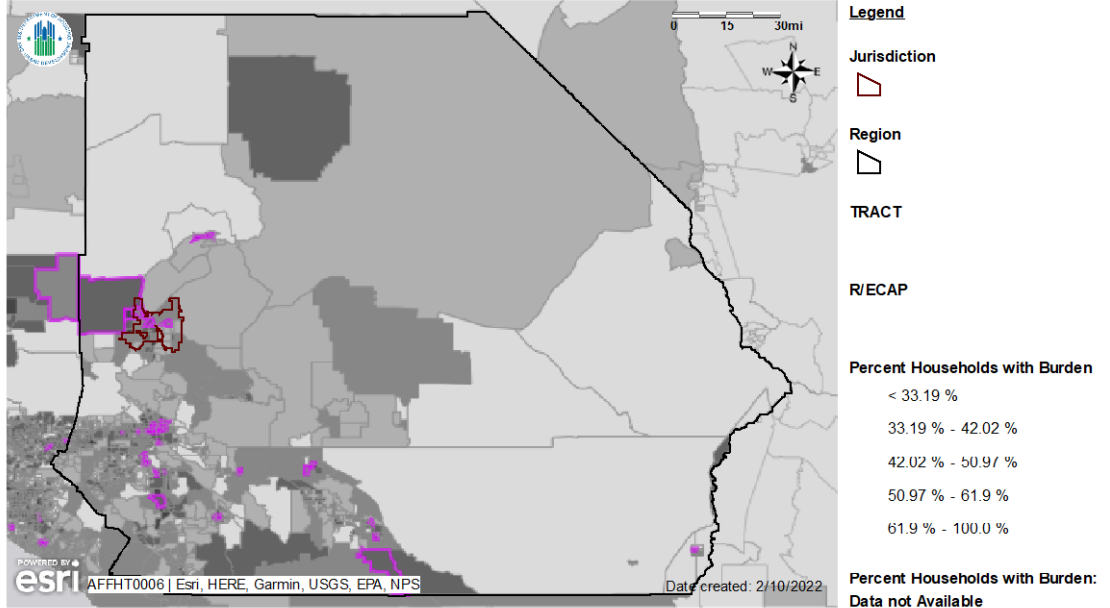 0 15 30mi
N
W E
S
POWERED BY
esri
AFFHT0006 | Esri, HERE, Garmin, USGS, EPA, NPS
Date created: 2/10/2022
Legend
Jurisdiction
Region
TRACT
R/ECAP
Percent Households with Burden
< 33.19 %
33.19 % - 42.02 %
42.02 % - 50.97 %
50.97 % - 61.9 %
61.9 % - 100.0 %
Percent Households with Burden:
Data not Available